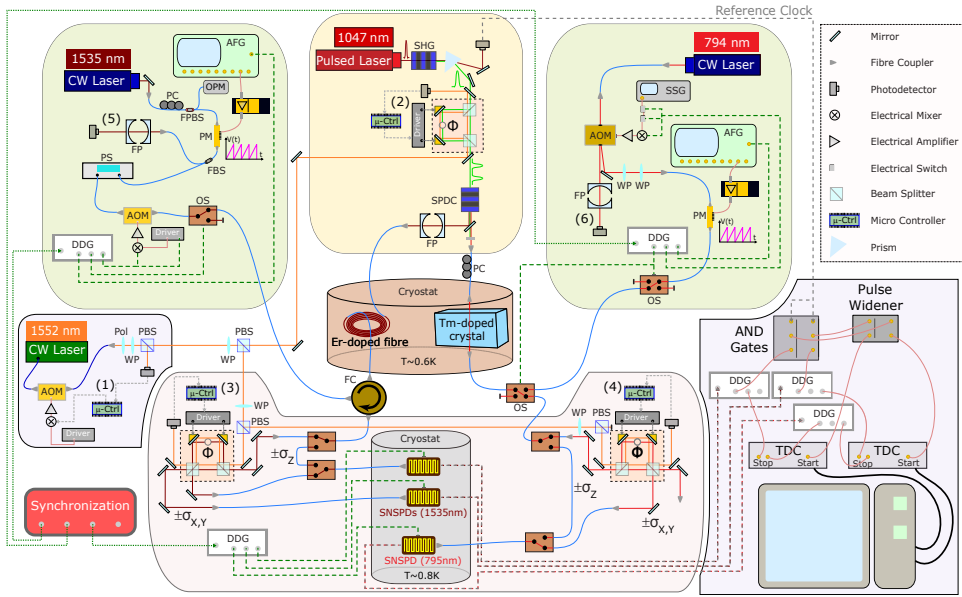 Reference Clock
1535 nm
CW Laser
AFG
PC
OPM
FPBS
(5)
FP
PM
V(t)
t
FBS
PS
AOM
OS
Driver
DDG
1047 nm
Pulsed Laser
SHG
(2)
μ-Ctrl
Driver
Φ
SPDC
FP
PC
794 nm
CW Laser
SSG
AOM
AFG
WP
WP
FP
(6)
PM
V(t)
t
DDG
OS
Mirror
Fibre Coupler
Photodetector
Electrical Mixer
Electrical Amplifier
Electrical Switch
Beam Splitter
μ-Ctrl
Micro Controller
Prism
Cryostat
Er-doped fibre
Tm-doped
crystal
T~0.6K
FC
OS
1552 nm
CW Laser
Pol
PBS
WP
AOM
(1)
μ-Ctrl
Driver
PBS
WP
(3)
μ-Ctrl
WP
Driver
PBS
Φ
±σZ
±σX,Y
DDG
Cryostat
SNSPDs (1535nm)
SNSPD (795nm)
T~0.8K
(4)
μ-Ctrl
WP
PBS
Driver
Φ
±σZ
±σX,Y
Synchronization
AND
Gates
Pulse
Widener
DDG
DDG
DDG
TDC
Stop
Start
TDC
Stop
Start